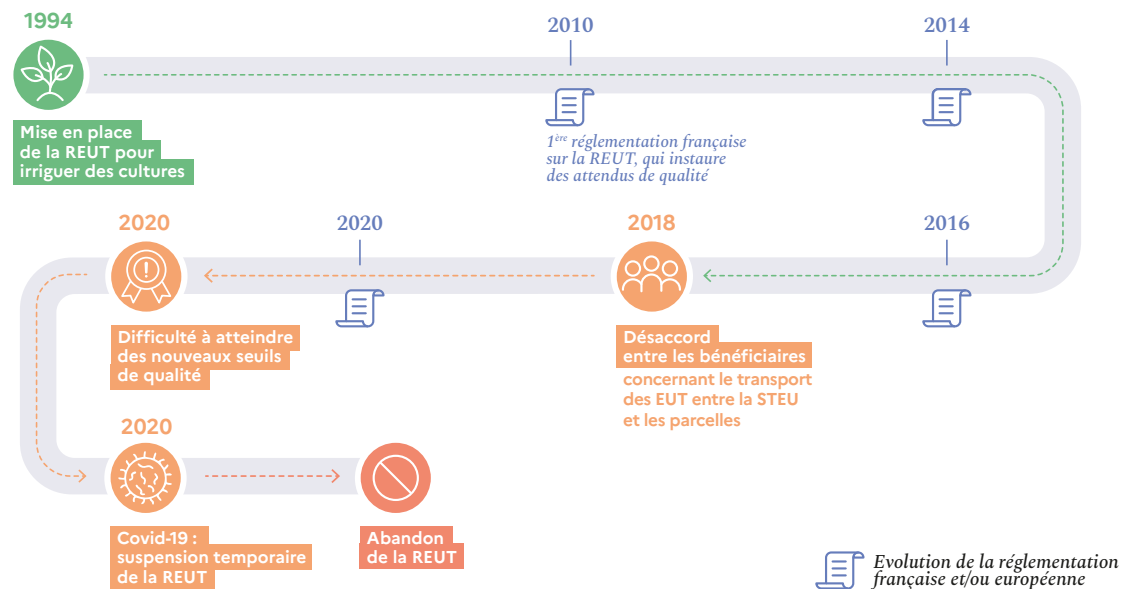 1994
2010
2014
Mise en place
de la REUT pour
irriguer des cultures
1ère réglementation française
sur la REUT, qui instaure
des attendus de qualité
2020
2020
2018
2016
Difficulté à atteindre
des nouveaux seuils
de qualité
Désaccord
entre les bénéficiaires
concernant le transport
des EUT entre la STEU
et les parcelles
2020
Covid-19 :
suspension temporaire
de la REUT
Abandon
de la REUT
Evolution de la réglementation
française et/ou européenne